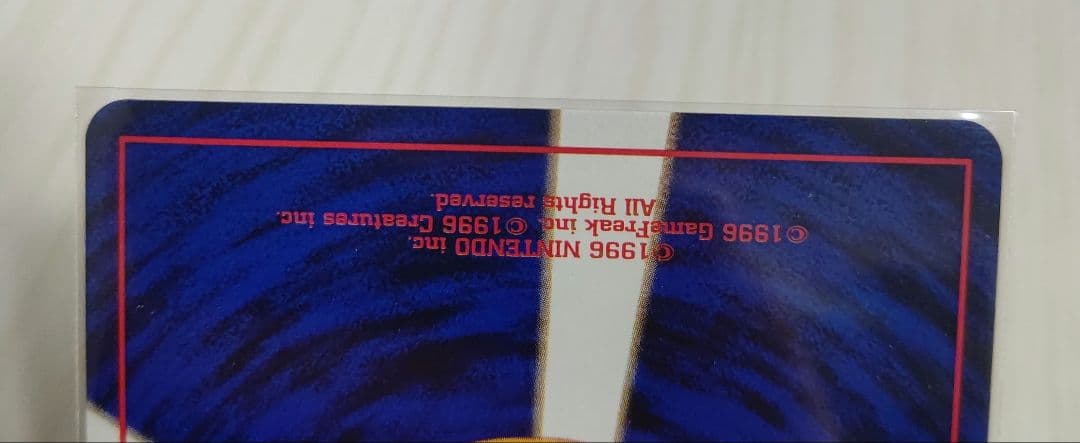 ©1996 NINTENDO inc.
©1996 GameFreak inc. ©1996 Creatures inc.
All Rights reserved.